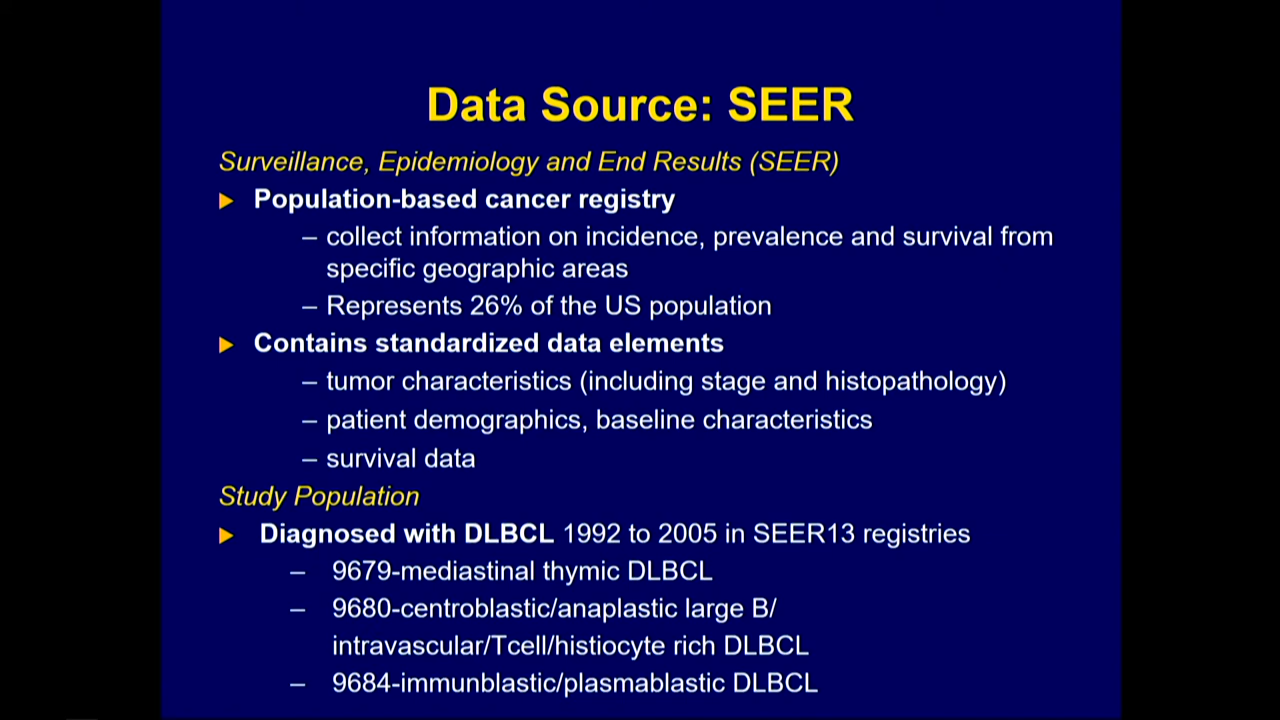 Data Source: SEER
Surveillance, Epidemiology and End Results (SEER)
Population-based cancer registry
– collect information on incidence, prevalence and survival from
specific geographic areas
– Represents 26% of the US population
Contains standardized data elements
– tumor characteristics (including stage and histopathology)
– patient demographics, baseline characteristics
– survival data
Study Population
Diagnosed with DLBCL 1992 to 2005 in SEER13 registries
– 9679-mediastinal thymic DLBCL
– 9680-centroblastic/anaplastic large B/
intravascular/Tcell/histiocyte rich DLBCL
– 9684-immunblastic/plasmablastic DLBCL